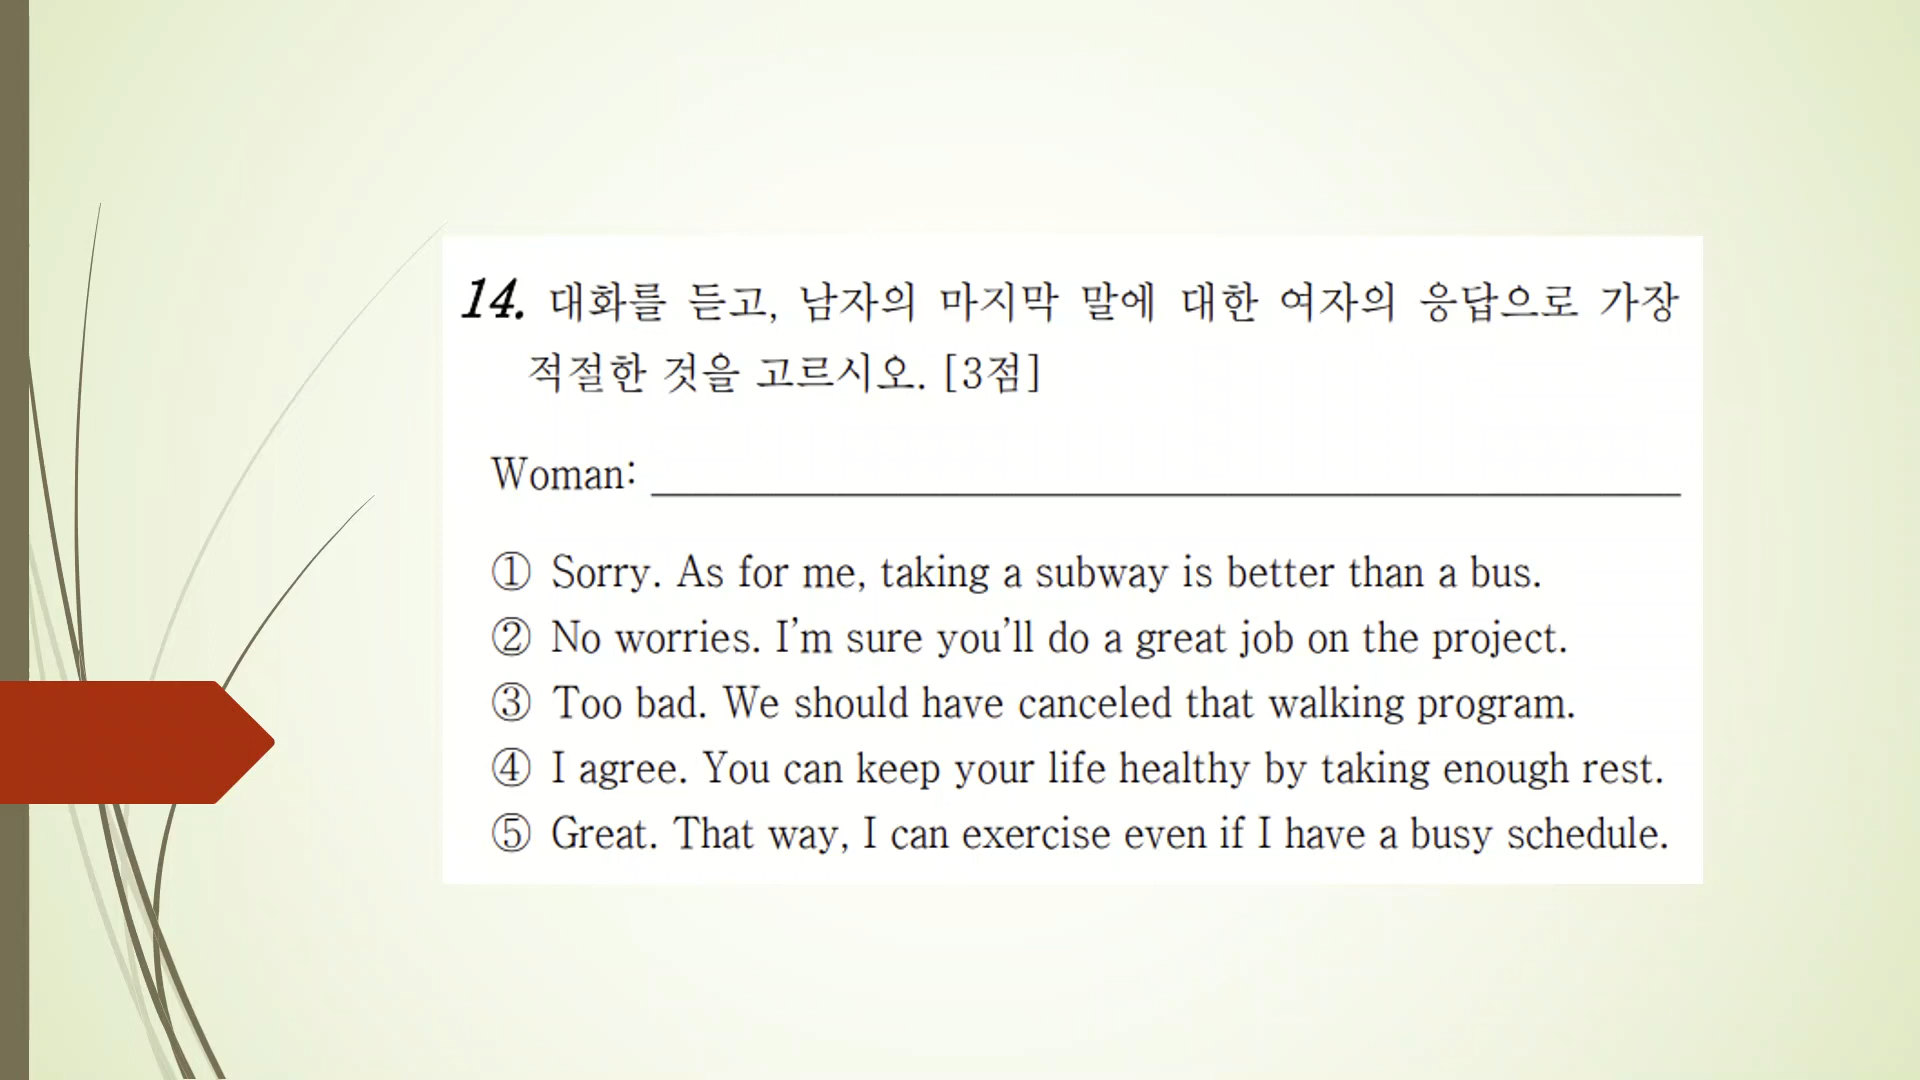 14. 대화를 듣고, 남자의 마지막 말에 대한 여자의 응답으로 가장
적절한 것을 고르시오. [3점]
Woman: 
① Sorry. As for me, taking a subway is better than a bus.
② No worries. I’m sure you’ll do a great job on the project.
③ Too bad. We should have canceled that walking program.
④ I agree. You can keep your life healthy by taking enough rest.
⑤ Great. That way, I can exercise even if I have a busy schedule.